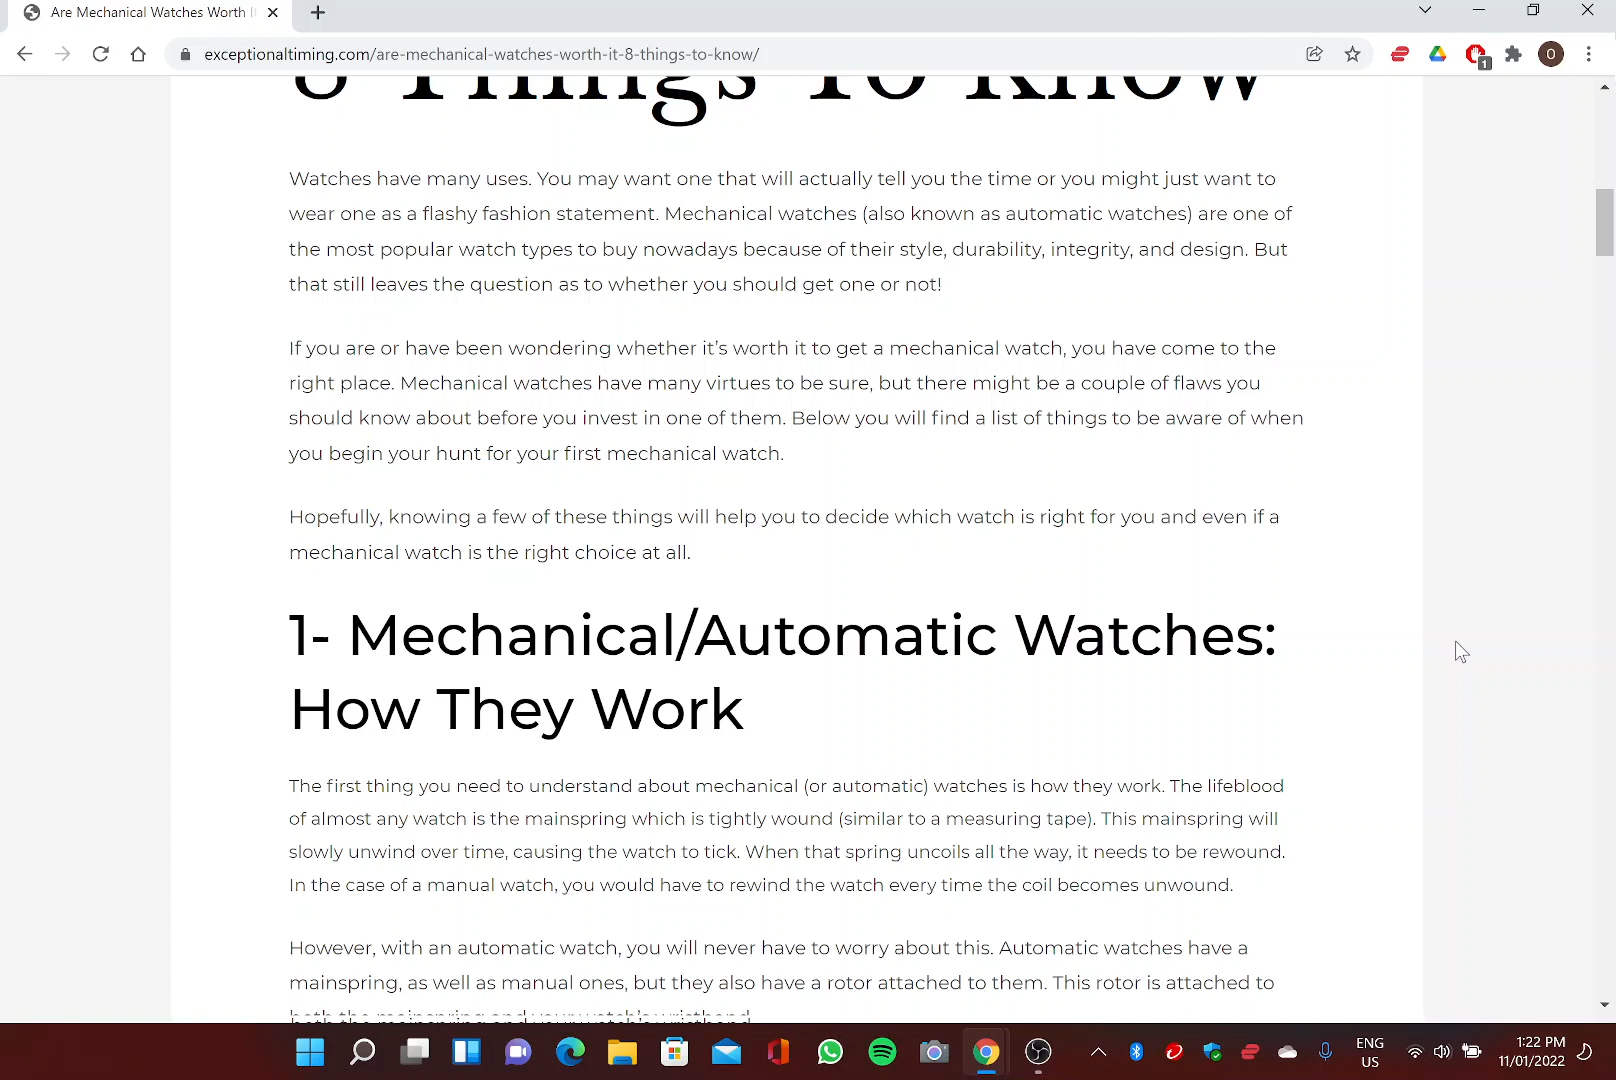 Are Mechanical Watches Worth I
exceptionaltiming.com/are-mechanical-watches-worth-it-8-things-to-know/
1
O
8 Things To Know
Watches have many uses. You may want one that will actually tell you the time or you might just want to
wear one as a flashy fashion statement. Mechanical watches (also known as automatic watches) are one of
the most popular watch types to buy nowadays because of their style, durability, integrity, and design. But
that still leaves the question as to whether you should get one or not!
If you are or have been wondering whether it’s worth it to get a mechanical watch, you have come to the
right place. Mechanical watches have many virtues to be sure, but there might be a couple of flaws you
should know about before you invest in one of them. Below you will find a list of things to be aware of when
you begin your hunt for your first mechanical watch.
Hopefully, knowing a few of these things will help you to decide which watch is right for you and even if a
mechanical watch is the right choice at all.
1- Mechanical/Automatic Watches:
How They Work
The first thing you need to understand about mechanical (or automatic) watches is how they work. The lifeblood
of almost any watch is the mainspring which is tightly wound (similar to a measuring tape). This mainspring will
slowly unwind over time, causing the watch to tick. When that spring uncoils all the way, it needs to be rewound.
In the case of a manual watch, you would have to rewind the watch every time the coil becomes unwound.
However, with an automatic watch, you will never have to worry about this. Automatic watches have a
mainspring, as well as manual ones, but they also have a rotor attached to them. This rotor is attached to
both the mainspring and your watch’s wristband
ENG
US
1:22 PM
11/01/2022